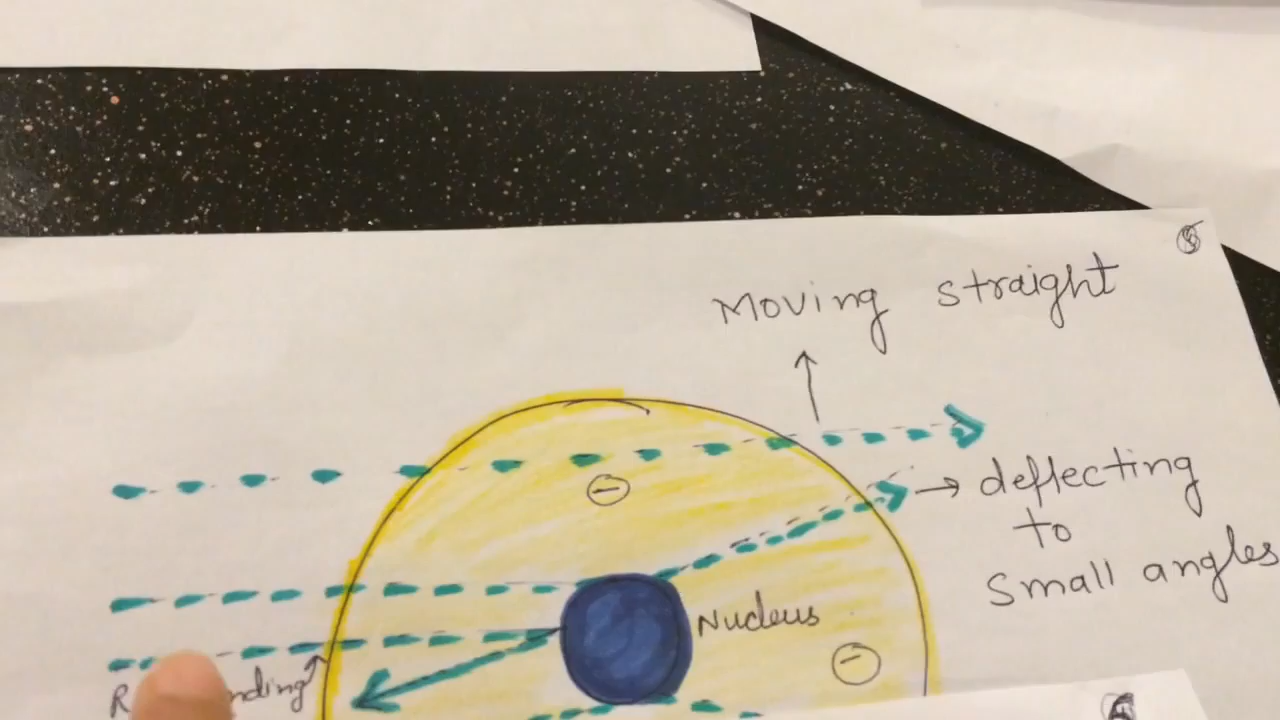 Moving straight
deflecting
to
Small angles
Nucleus